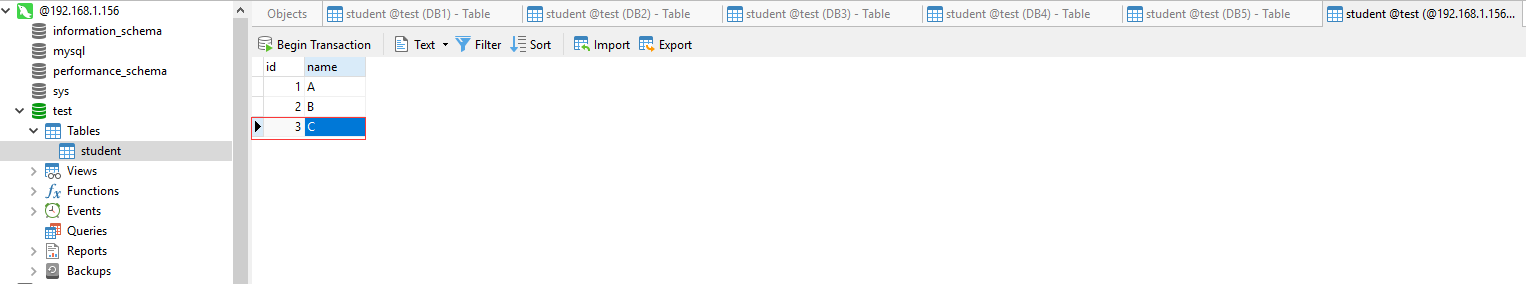 @192.168.1.156
information_schema
mysql
performance_schema
sys
test
Tables
student
Views
Functions
Events
Queries
Reports
Backups
Objects
student @test (DB1) - Table
student @test (DB2) - Table
student @test (DB3) - Table
student @test (DB4) - Table
student @test (DB5) - Table
student @test (@192.168.1.156...
Begin Transaction Text Filter Sort Import Export
id name
1 A
2 B
3 C